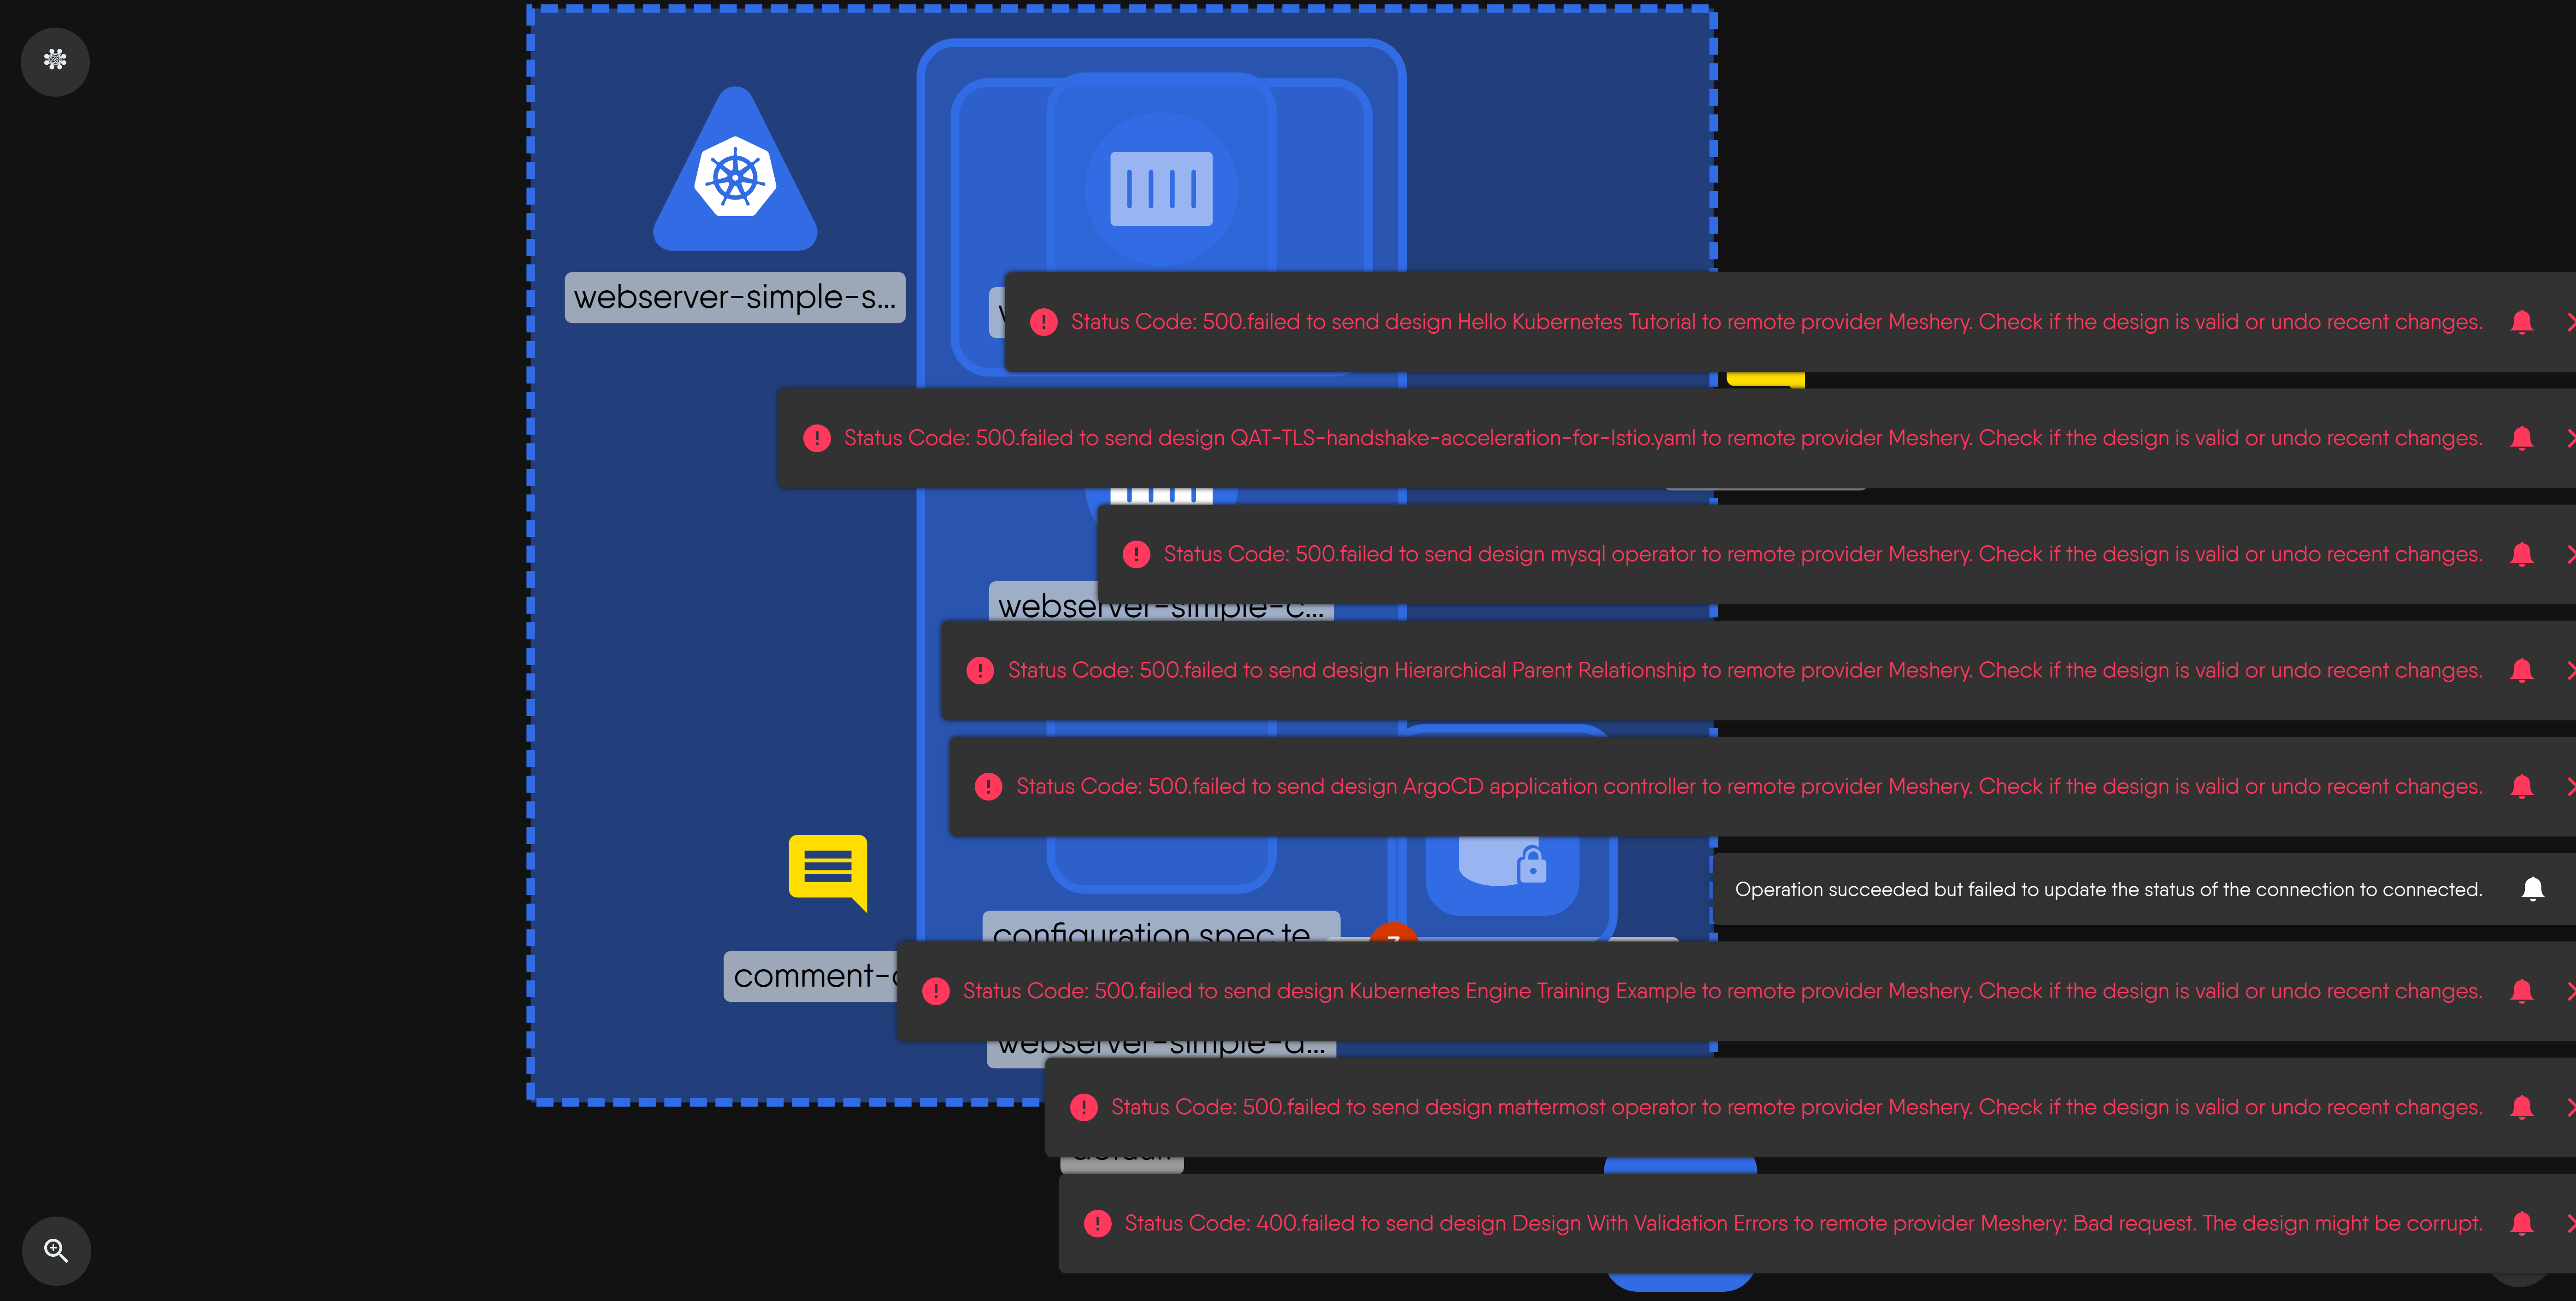 webserver-simple-s...
Status Code: 500.failed to send design Hello Kubernetes Tutorial to remote provider Meshery. Check if the design is valid or undo recent changes.
Status Code: 500.failed to send design QAT-TLS-handshake-acceleration-for-Istio.yaml to remote provider Meshery. Check if the design is valid or undo recent changes.
Status Code: 500.failed to send design mysql operator to remote provider Meshery. Check if the design is valid or undo recent changes.
webserver-simple-c...
Status Code: 500.failed to send design Hierarchical Parent Relationship to remote provider Meshery. Check if the design is valid or undo recent changes.
Status Code: 500.failed to send design ArgoCD application controller to remote provider Meshery. Check if the design is valid or undo recent changes.
Operation succeeded but failed to update the status of the connection to connected.
configuration.spec.te
comment-
Status Code: 500.failed to send design Kubernetes Engine Training Example to remote provider Meshery. Check if the design is valid or undo recent changes.
webserver-simple-d...
Status Code: 500.failed to send design mattermost operator to remote provider Meshery. Check if the design is valid or undo recent changes.
default
Status Code: 400.failed to send design Design With Validation Errors to remote provider Meshery: Bad request. The design might be corrupt.